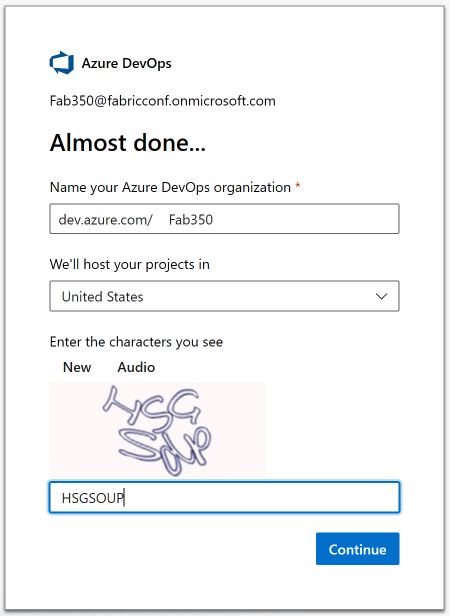 Azure DevOps
Fab350@fabricconf.onmicrosoft.com
Almost done...
Name your Azure DevOps organization *
dev.azure.com/ Fab350
We'll host your projects in
United States
Enter the characters you see
New Audio
HSG
SOUP
HSGSOUP
Continue